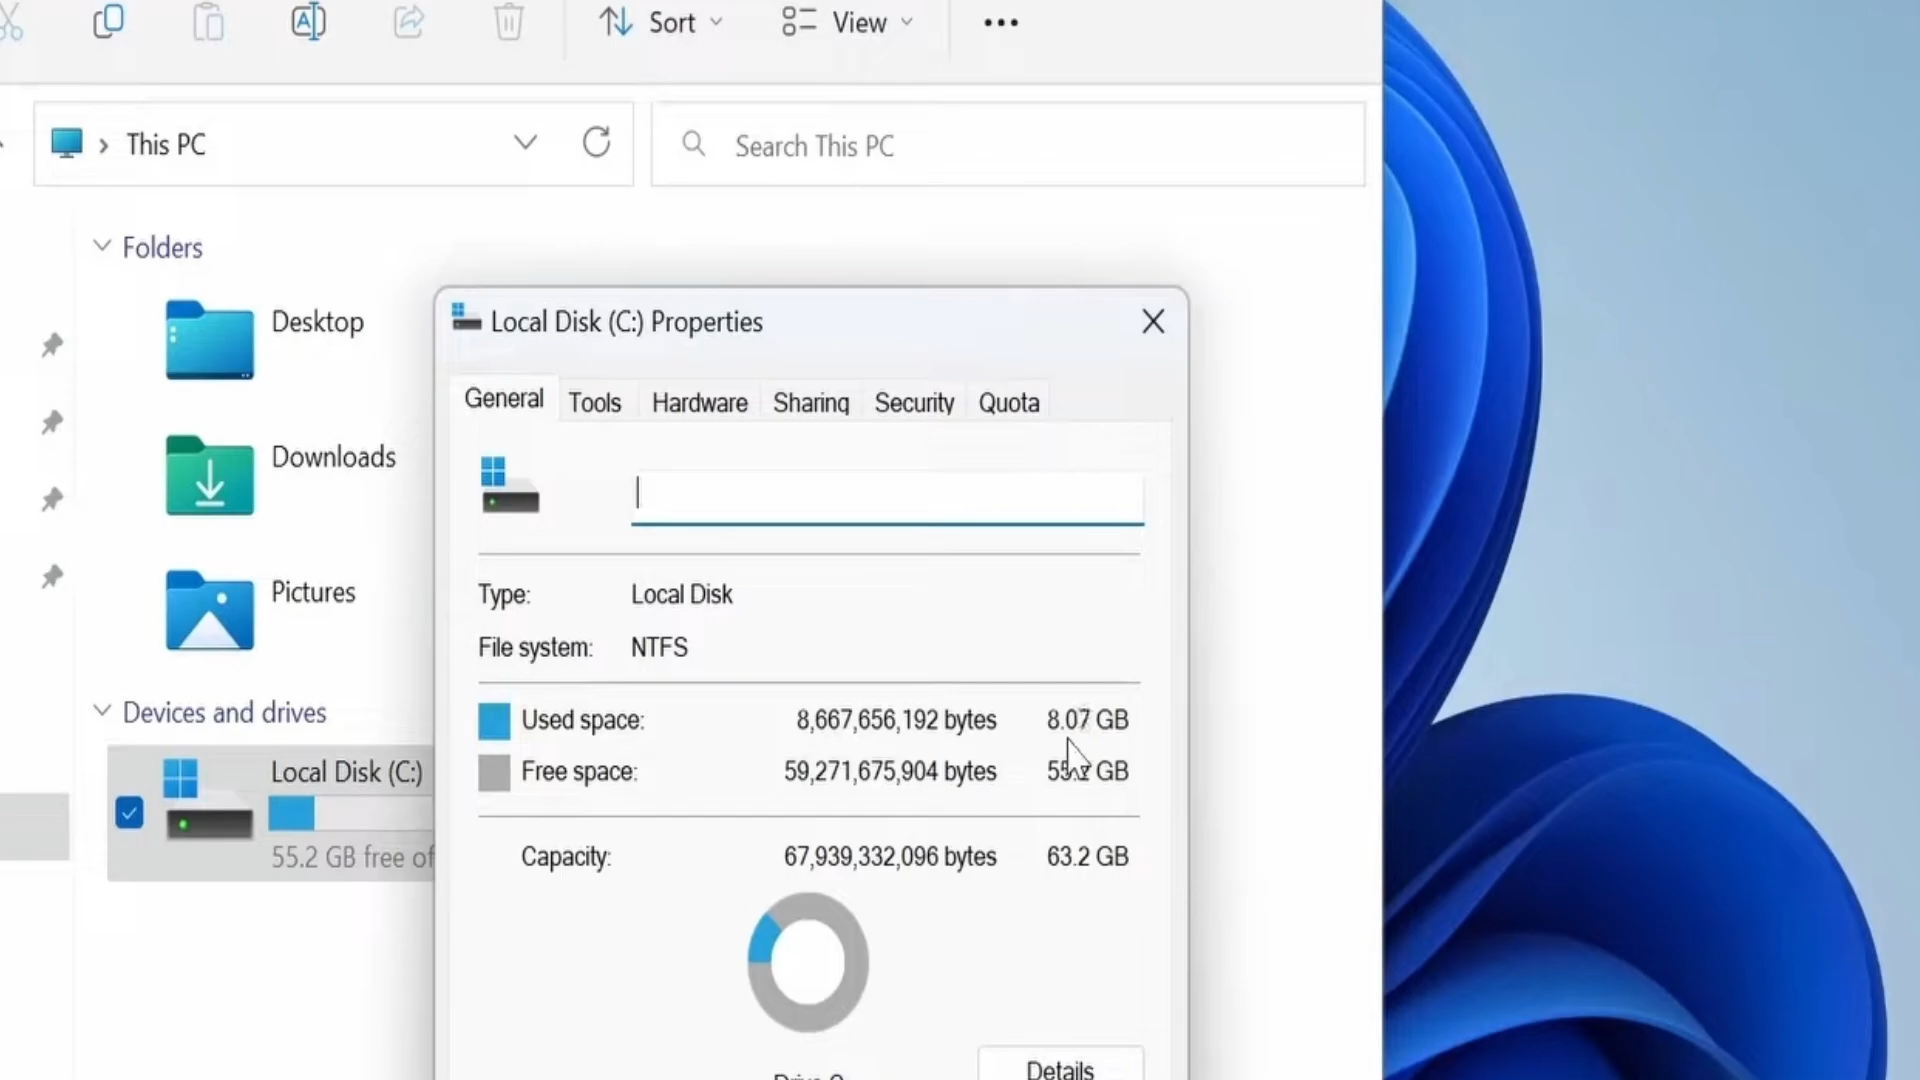 Sort
View
This PC
Search This PC
Folders
Desktop
Downloads
Pictures
Devices and drives
Local Disk (C:)
55.2 GB free of
Local Disk (C:) Properties
General Tools Hardware Sharing Security Quota
Type: Local Disk
File system: NTFS
Used space: 8,667,656,192 bytes 8.07 GB
Free space: 59,271,675,904 bytes 55.2 GB
Capacity: 67,939,332,096 bytes 63.2 GB
Details